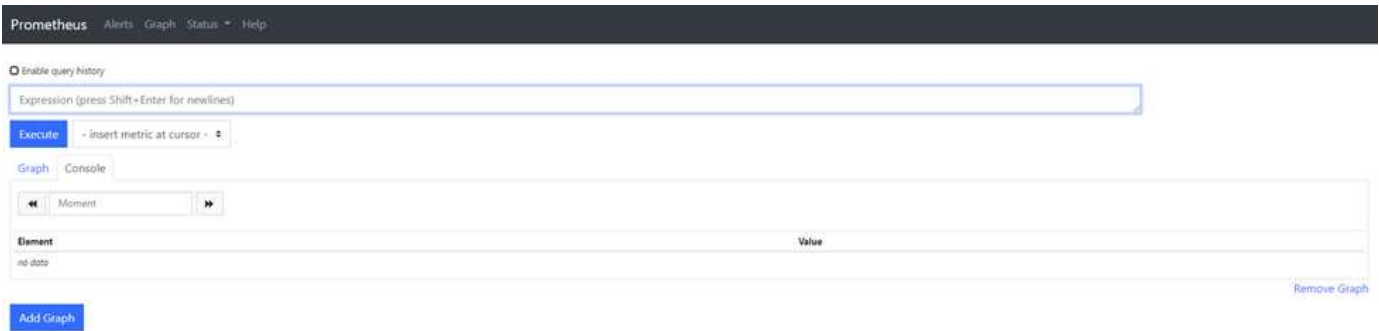 Prometheus Alerts Graph Status Help
Enable query history
Expression (press Shift+Enter for newlines)
Execute - insert metric at cursor -
Graph Console
Moment
Element Value
no data
Remove Graph
Add Graph